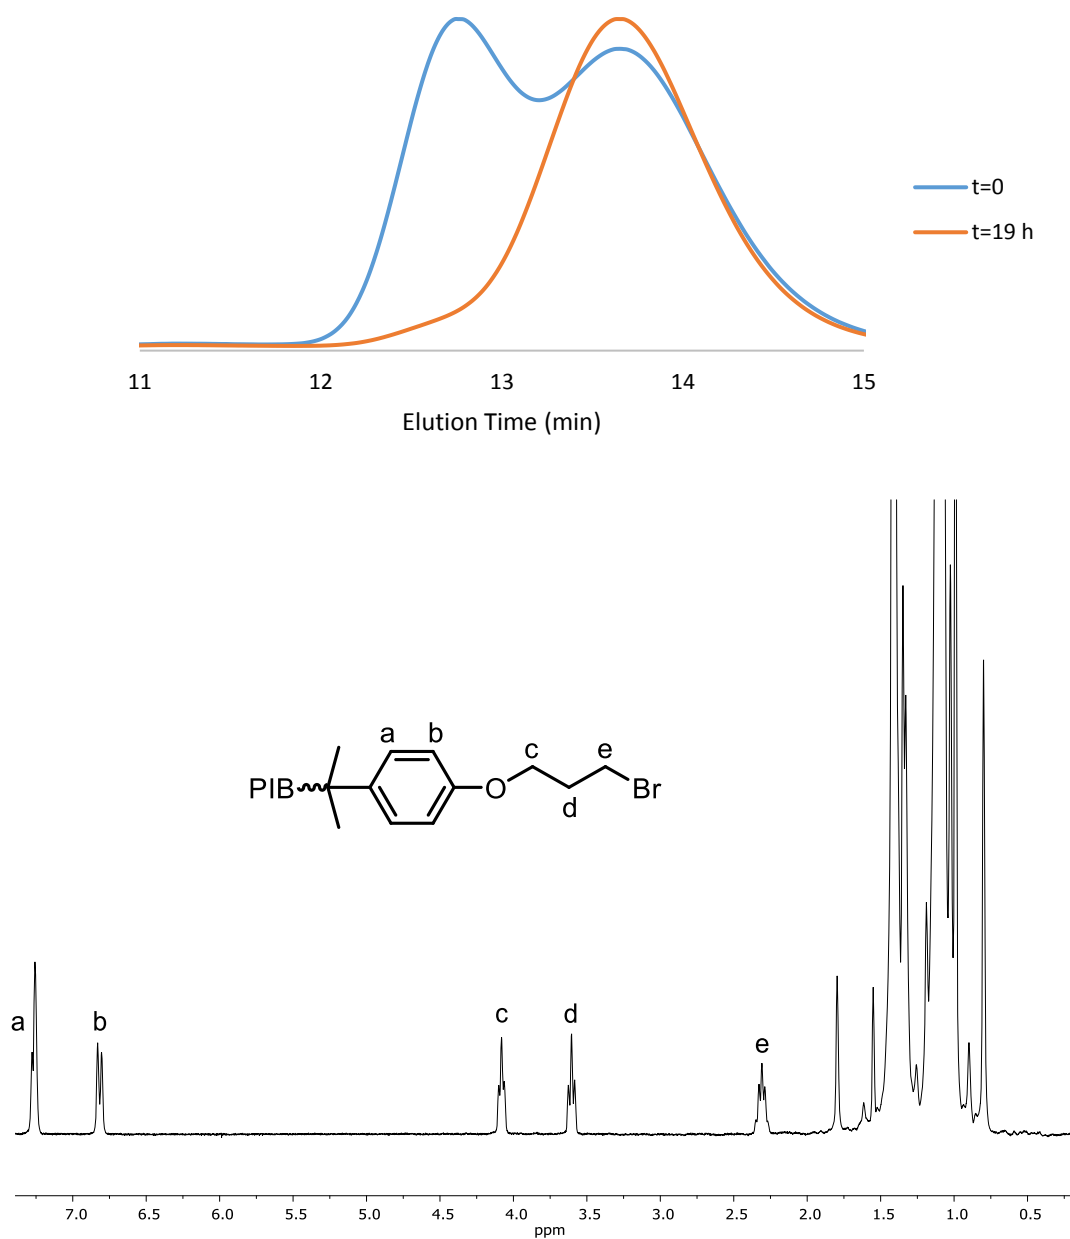 t=0
t=19 h
11 12 13 14 15
Elution Time (min)
a b c e
PIB O Br
d
a b c d e
7.0 6.5 6.0 5.5 5.0 4.5 4.0 3.5 3.0 2.5 2.0 1.5 1.0 0.5
ppm